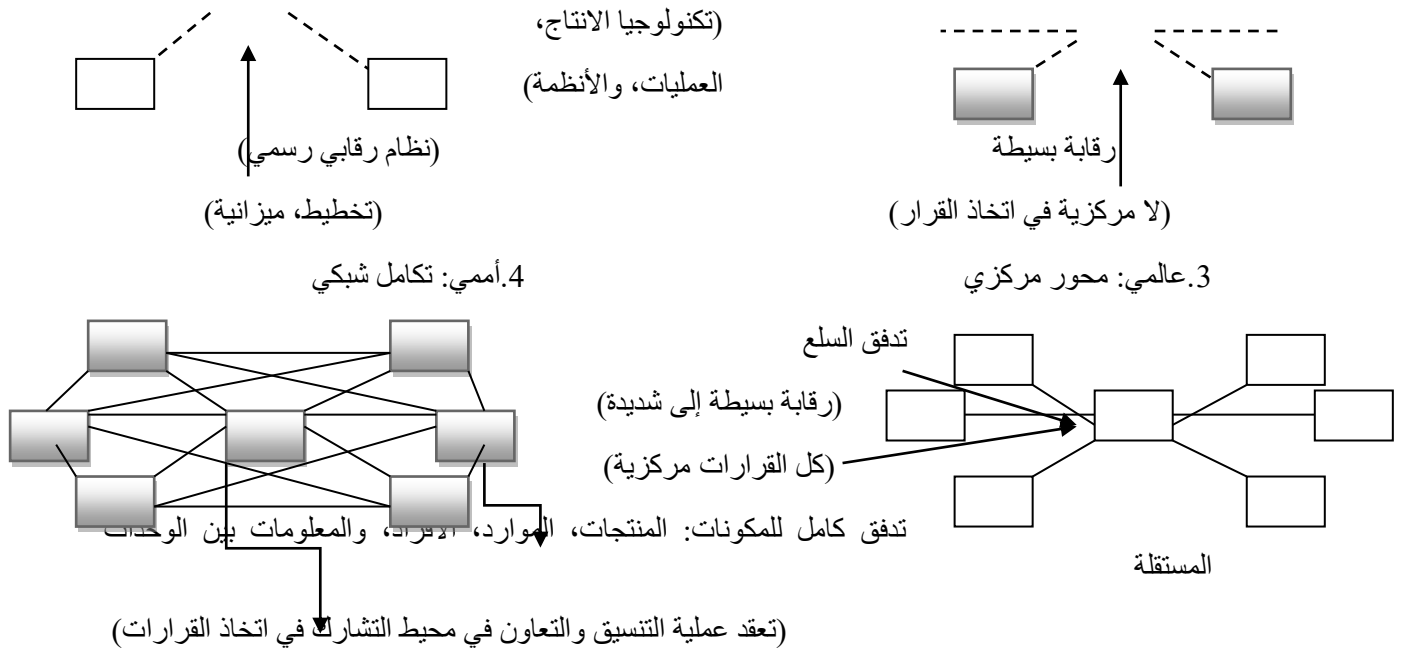 (تكنولوجيا الانتاج،
العمليات، والأنظمة)
رقابة بسيطة
(نظام رقابي رسمي)
(لا مركزية في اتخاذ القرار)
(تخطيط، ميزانية)
3.عالمي: محور مركزي
4.أممي: تكامل شبكي
تدفق السلع
(رقابة بسيطة إلى شديدة)
(كل القرارات مركزية)
تدفق كامل للمكونات: المنتجات، الموارد، الافراد، والمعلومات بين الوحدات
المستقلة
(تعقد عملية التنسيق والتعاون في محيط التشارك في اتخاذ القرارات)